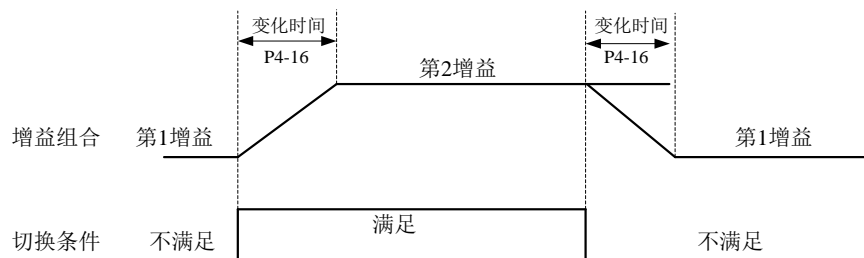 变化时间
变化时间
P4-16
P4-16
第2增益
增益组合
第1增益
第1增益
切换条件
不满足
满足
不满足